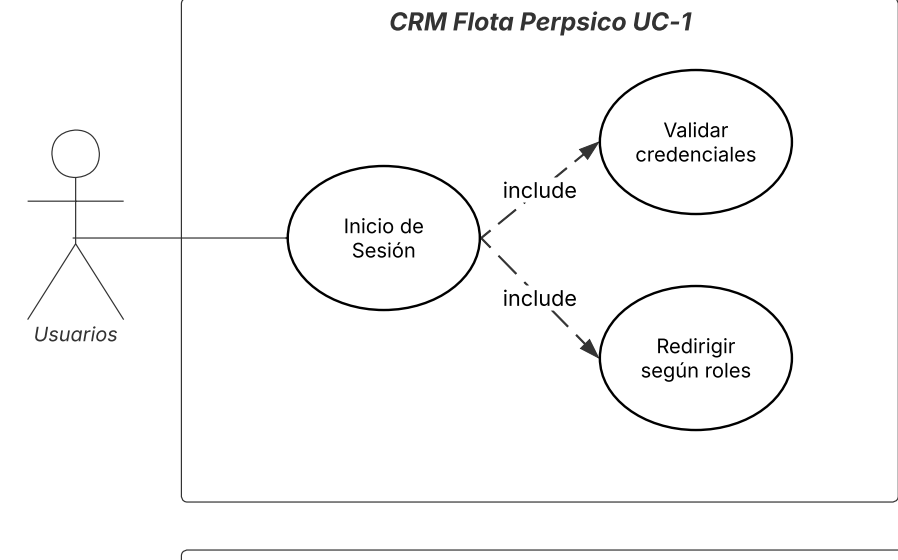 CRM Flota Perpsico UC-1
Validar
credenciales
include
Inicio de
Sesión
include
Usuarios
Redirigir
según roles